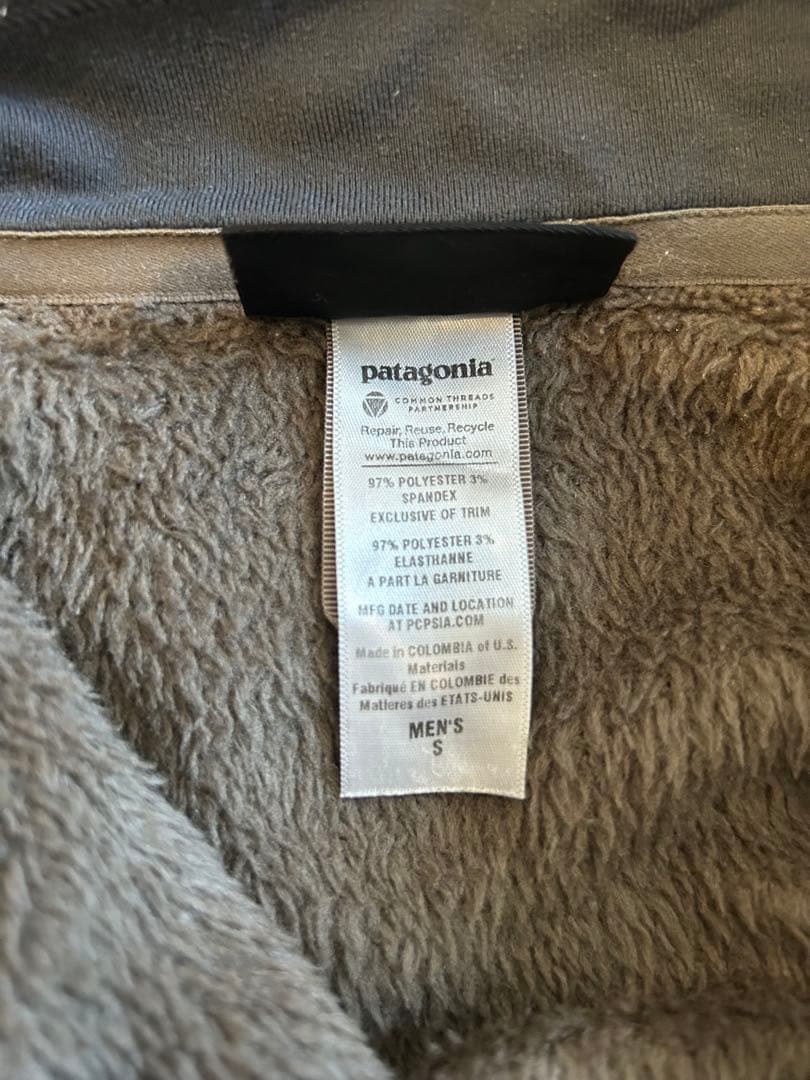 patagonia
COMMON THREADS
PARTNERSHIP
Repair, Reuse, Recycle
This Product
www.patagonia.com
97% POLYESTER 3%
SPANDEX
EXCLUSIVE OF TRIM
97% POLYESTER 3%
ELASTHANNE
A PART LA GARNITURE
MFG DATE AND LOCATION
AT PCPSIA.COM
Made in COLOMBIA of U.S.
Materials
Fabriqué EN COLOMBIE des
Matieres des ETATS-UNIS
MEN'S
S